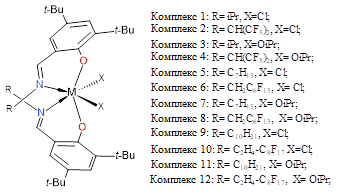 t-Bu
t-Bu
O
N
X
R
M
R
X
N
O
t-Bu
t-Bu
Комплекс 1: R= iPr, X=Cl;
Комплекс 2: R= CH(CF₃)₂, X=Cl;
Комплекс 3: R= iPr, X=OiPr;
Комплекс 4: R= CH(CF₃)₂, X= OiPr;
Комплекс 5: R= C₇H₁₅, X= Cl;
Комплекс 6: R= CH₂C₆F₁₃, X= Cl;
Комплекс 7: R= C₇H₁₅, X= OiPr;
Комплекс 8: R= CH₂C₆F₁₃, X= OiPr;
Комплекс 9: R= C₁₀H₂₁, X=Cl;
Комплекс 10: R= C₂H₄-C₈F₁₇ X=Cl;
Комплекс 11: R= C₁₀H₂₁, X= OiPr;
Комплекс 12: R= C₂H₄-C₈F₁₇, X= OiPr;